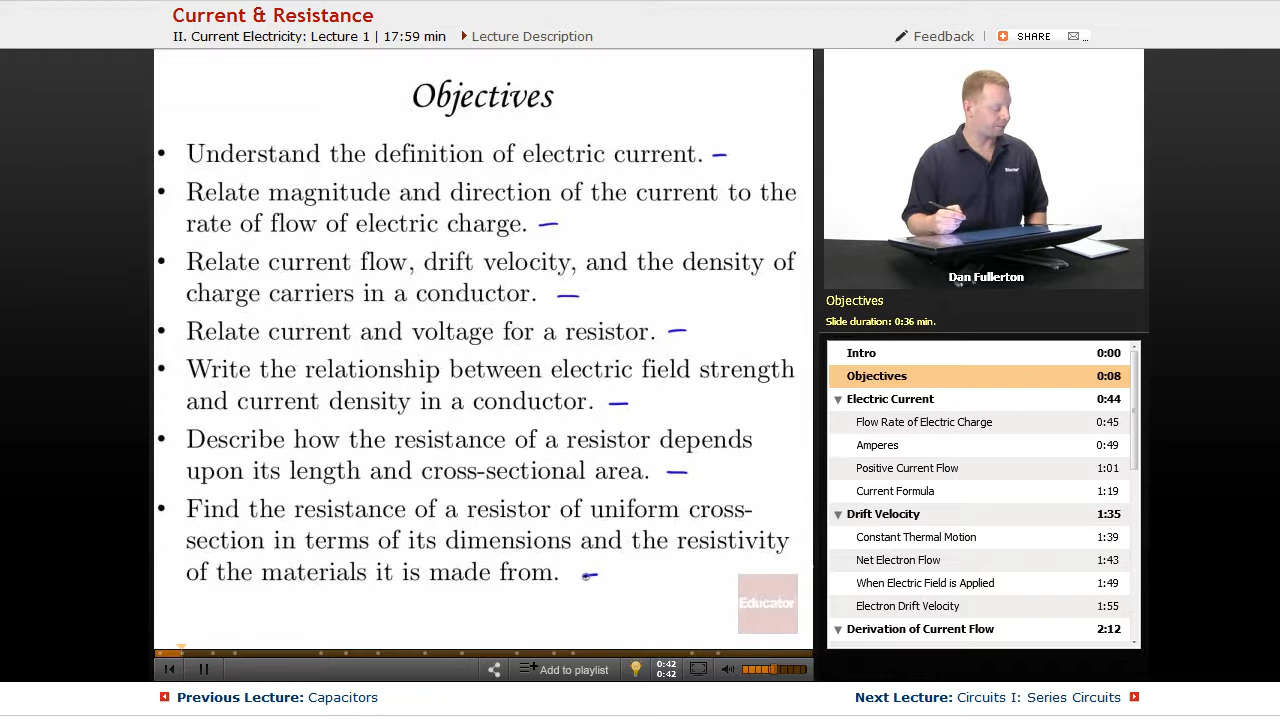 Current & Resistance
II. Current Electricity: Lecture 1 | 17:59 min
Lecture Description
Feedback
SHARE
Objectives
• Understand the definition of electric current.
• Relate magnitude and direction of the current to the
rate of flow of electric charge.
• Relate current flow, drift velocity, and the density of
charge carriers in a conductor.
• Relate current and voltage for a resistor.
• Write the relationship between electric field strength
and current density in a conductor.
• Describe how the resistance of a resistor depends
upon its length and cross-sectional area.
• Find the resistance of a resistor of uniform cross-
section in terms of its dimensions and the resistivity
of the materials it is made from.
Educator
Dan Fullerton
Objectives
Slide duration: 0:36 min.
Intro 0:00
Objectives 0:08
Electric Current 0:44
Flow Rate of Electric Charge 0:45
Amperes 0:49
Positive Current Flow 1:01
Current Formula 1:19
Drift Velocity 1:35
Constant Thermal Motion 1:39
Net Electron Flow 1:43
When Electric Field is Applied 1:49
Electron Drift Velocity 1:55
Derivation of Current Flow 2:12
Add to playlist
0:42
0:42
Previous Lecture: Capacitors
Next Lecture: Circuits I: Series Circuits